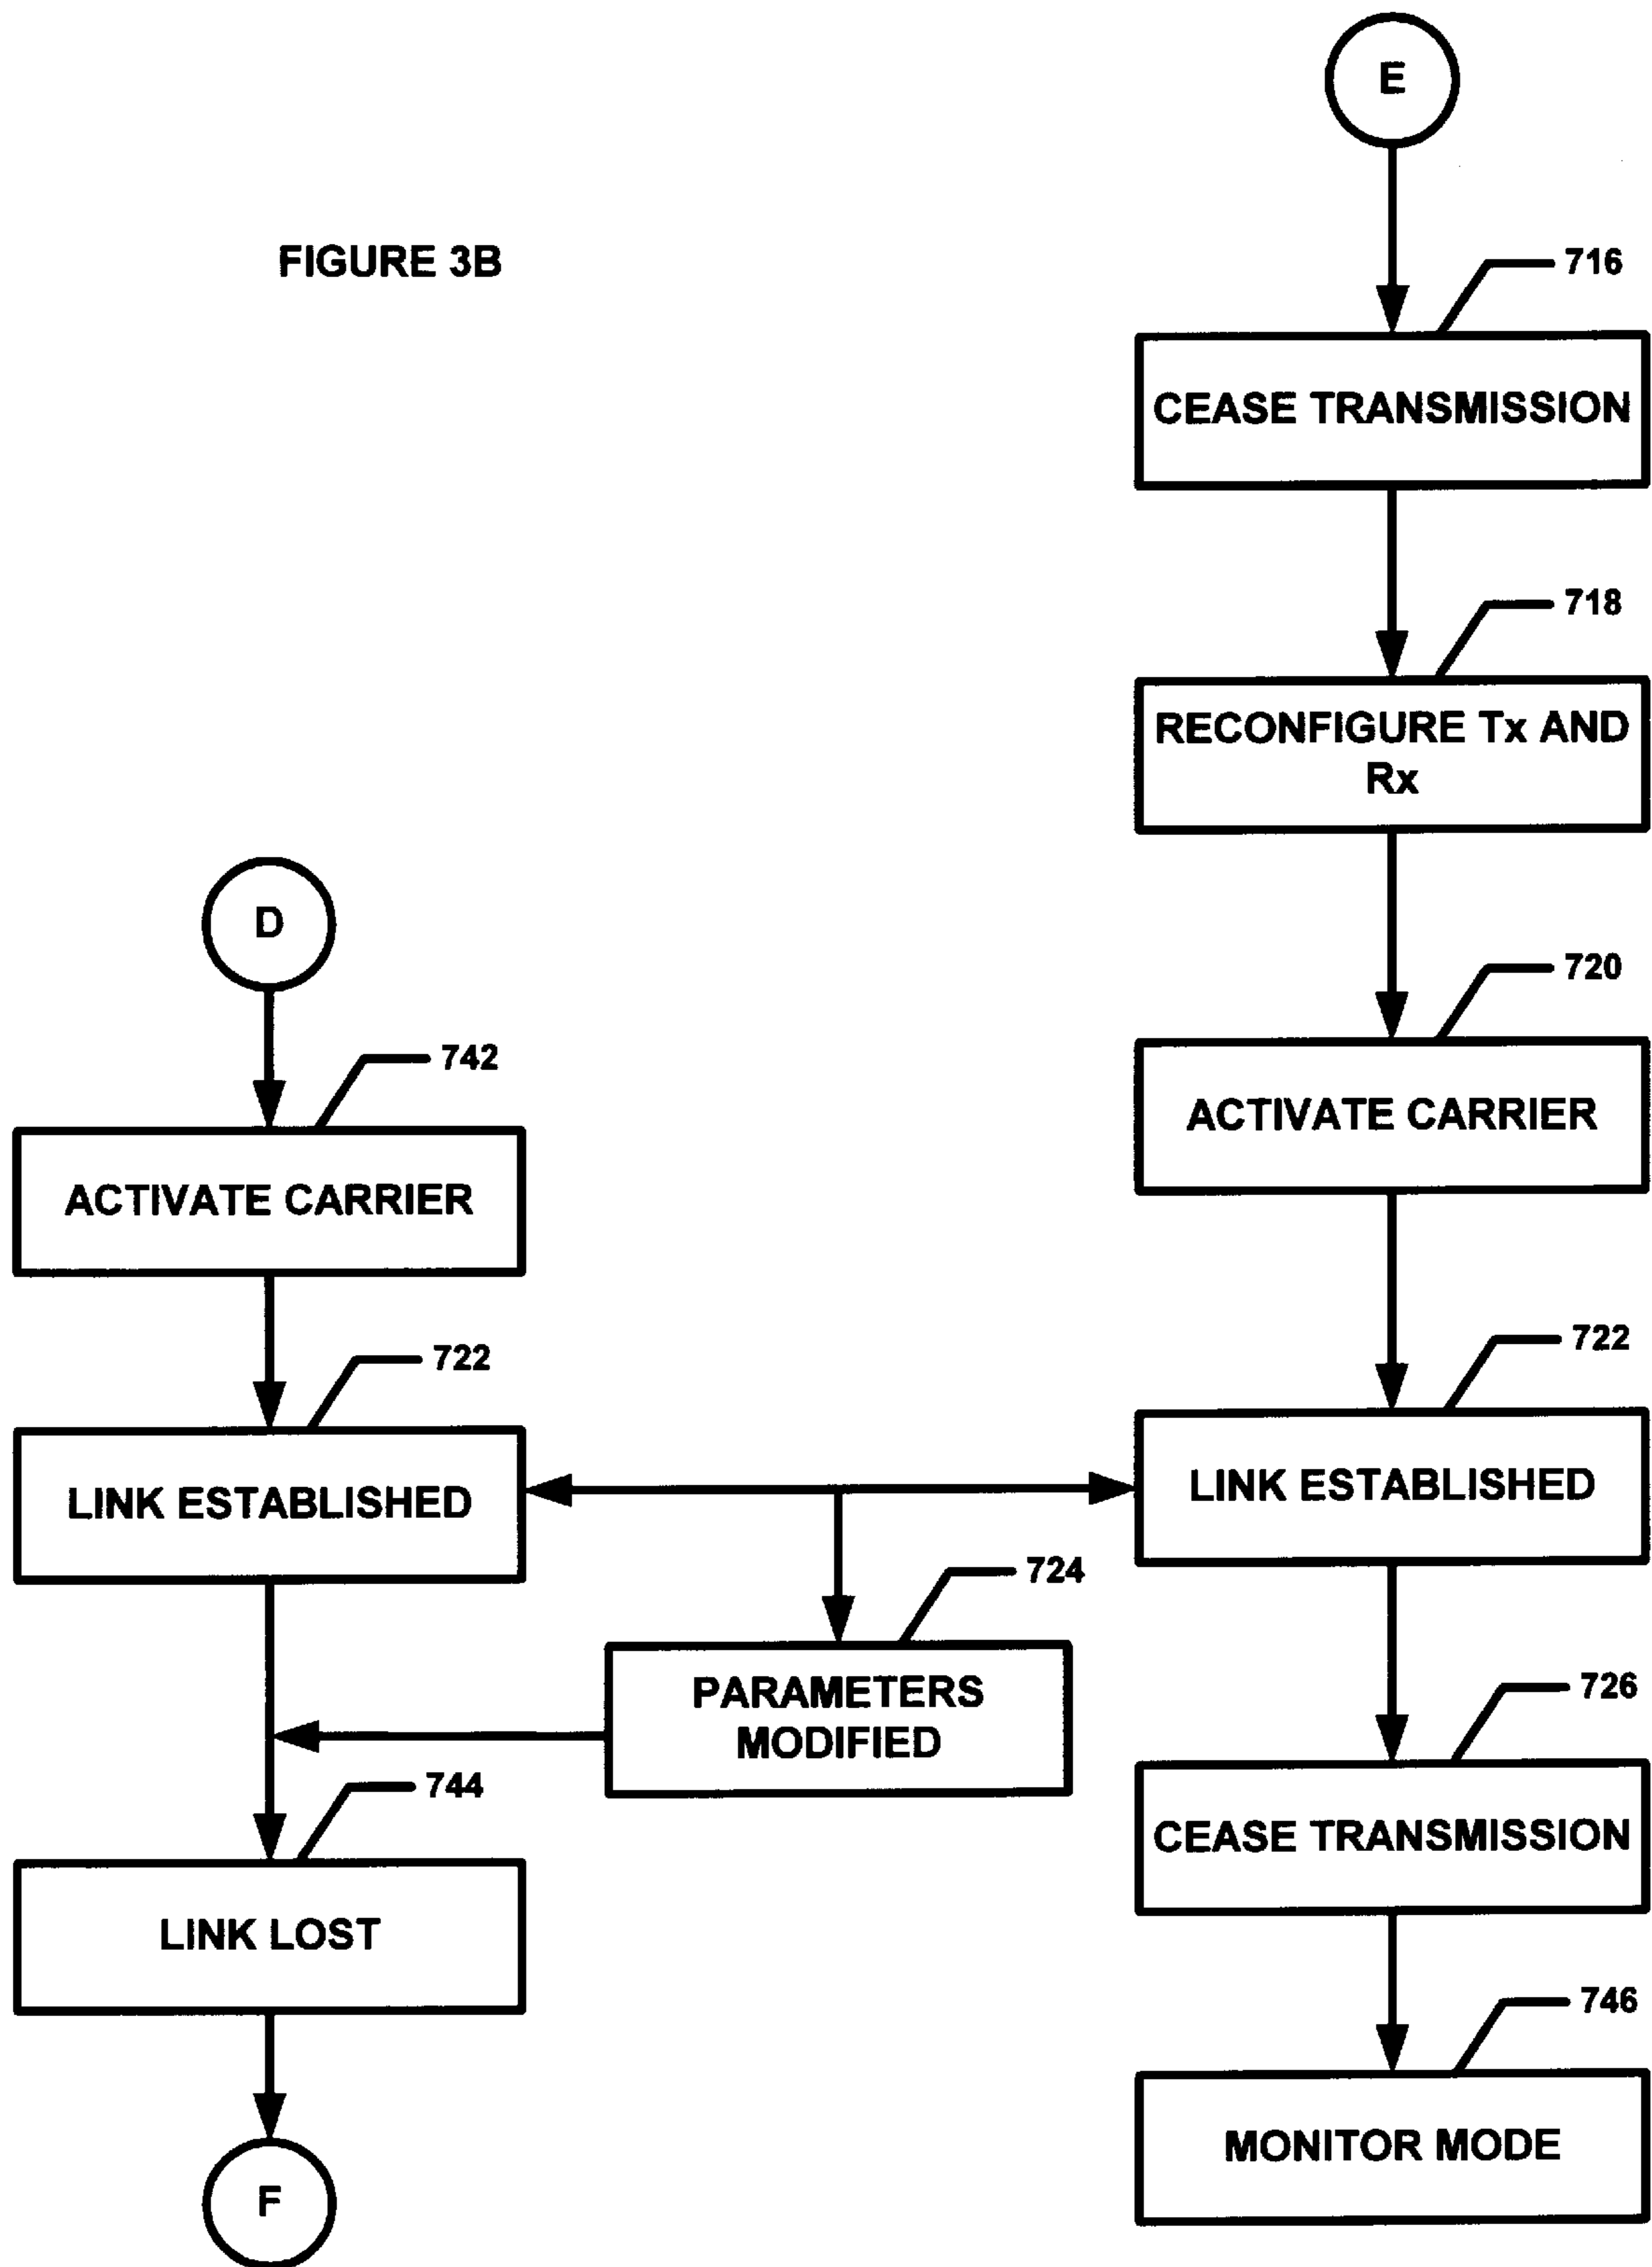 E
FIGURE 3B
716
CEASE TRANSMISSION
718
RECONFIGURE Tx AND
Rx
D
720
742
ACTIVATE CARRIER
ACTIVATE CARRIER
722
722
LINK ESTABLISHED
LINK ESTABLISHED
724
PARAMETERS
MODIFIED
726
744
CEASE TRANSMISSION
LINK LOST
746
MONITOR MODE
F